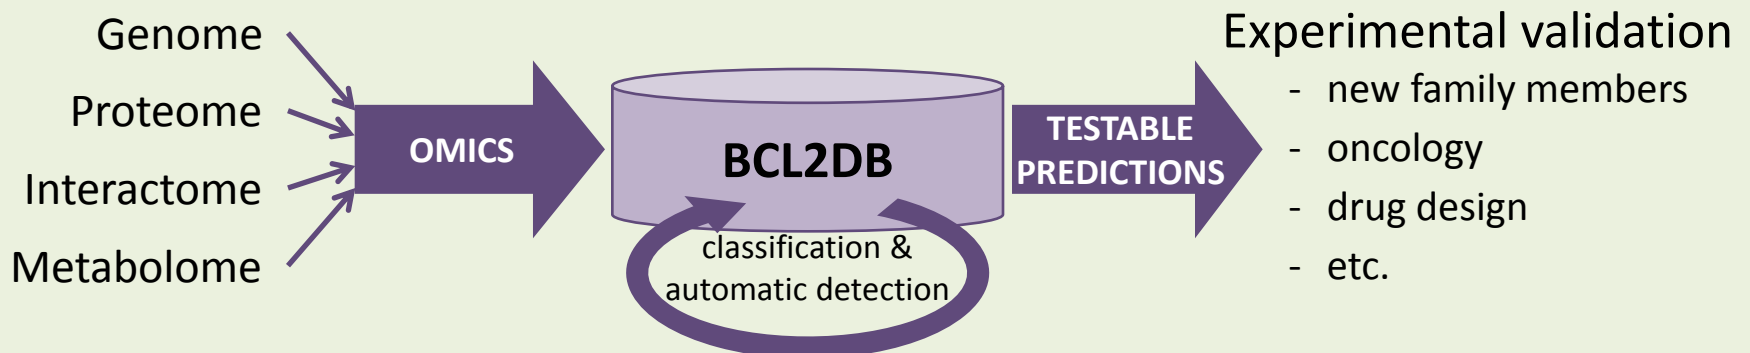 Genome
Proteome
Interactome
Metabolome
OMICS
BCL2DB
classification &
automatic detection
TESTABLE
PREDICTIONS
Experimental validation
- new family members
- oncology
- drug design
- etc.